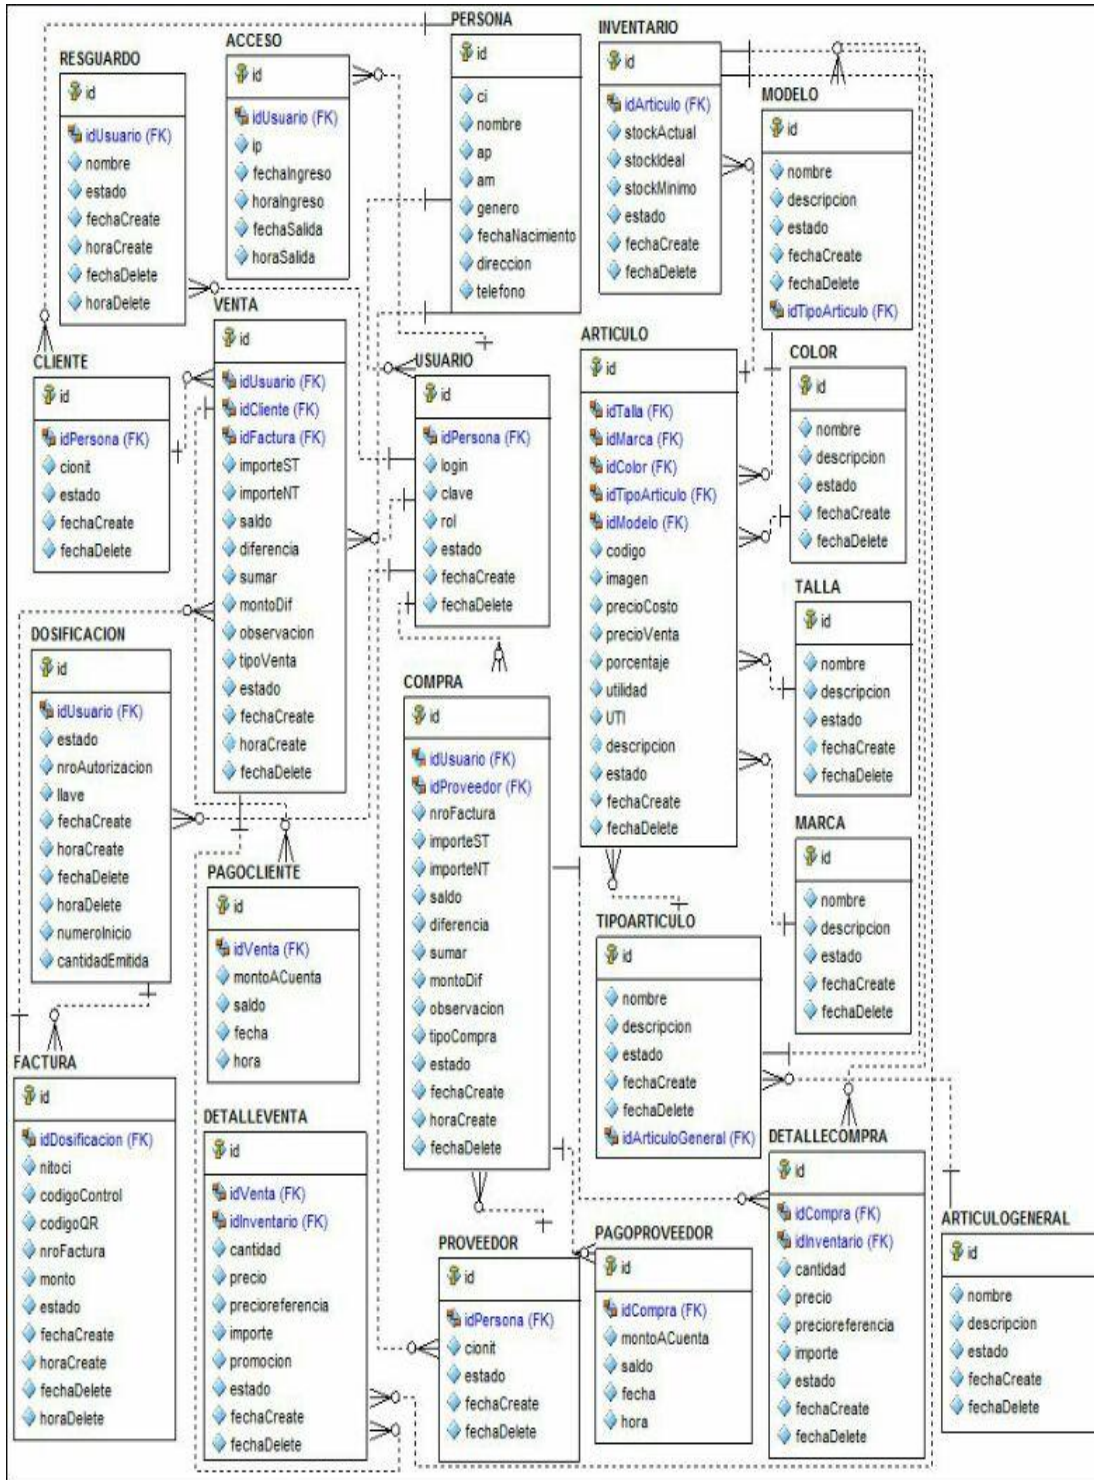 PERSONA
id
ci
nombre
ap
am
genero
fechaNacimiento
direccion
telefono
INVENTARIO
id
idArticulo (FK)
stockActual
stockIdeal
stockMinimo
estado
fechaCreate
fechaDelete
ACCESO
id
idUsuario (FK)
ip
fechaIngreso
horaIngreso
fechaSalida
horaSalida
RESGUARDO
id
idUsuario (FK)
nombre
estado
fechaCreate
horaCreate
fechaDelete
horaDelete
MODELO
id
nombre
descripcion
estado
fechaCreate
fechaDelete
idTipoArticulo (FK)
VENTA
id
idUsuario (FK)
idCliente (FK)
idFactura (FK)
importeST
importeNT
saldo
diferencia
sumar
montoDif
observacion
tipoVenta
estado
fechaCreate
horaCreate
fechaDelete
CLIENTE
id
idPersona (FK)
cionit
estado
fechaCreate
fechaDelete
USUARIO
id
idPersona (FK)
login
clave
rol
estado
fechaCreate
fechaDelete
ARTICULO
id
idTalla (FK)
idMarca (FK)
idColor (FK)
idTipoArticulo (FK)
idModelo (FK)
codigo
imagen
precioCosto
precioVenta
porcentaje
utilidad
UTI
descripcion
estado
fechaCreate
fechaDelete
COLOR
id
nombre
descripcion
estado
fechaCreate
fechaDelete
TALLA
id
nombre
descripcion
estado
fechaCreate
fechaDelete
DOSIFICACION
id
idUsuario (FK)
estado
nroAutorizacion
llave
fechaCreate
horaCreate
fechaDelete
horaDelete
numeroInicio
cantidadEmitida
COMPRA
id
idUsuario (FK)
idProveedor (FK)
nroFactura
importeST
importeNT
saldo
diferencia
sumar
montoDif
observacion
tipoCompra
estado
fechaCreate
horaCreate
fechaDelete
MARCA
id
nombre
descripcion
estado
fechaCreate
fechaDelete
PAGOCLIENTE
id
idVenta (FK)
montoACuenta
saldo
fecha
hora
TIPOARTICULO
id
nombre
descripcion
estado
fechaCreate
fechaDelete
idArticuloGeneral (FK)
FACTURA
id
idDosificacion (FK)
nitoci
codigoControl
codigoQR
nroFactura
monto
estado
fechaCreate
horaCreate
fechaDelete
horaDelete
DETALLEVENTA
id
idVenta (FK)
idInventario (FK)
cantidad
precio
precioreferencia
importe
promocion
estado
fechaCreate
fechaDelete
PROVEEDOR
id
idPersona (FK)
cionit
estado
fechaCreate
fechaDelete
PAGOPROVEEDOR
id
idCompra (FK)
montoACuenta
saldo
fecha
hora
DETALLECOMPRA
id
idCompra (FK)
idInventario (FK)
cantidad
precio
precioreferencia
importe
estado
fechaCreate
fechaDelete
ARTICULOGENERAL
id
nombre
descripcion
estado
fechaCreate
fechaDelete